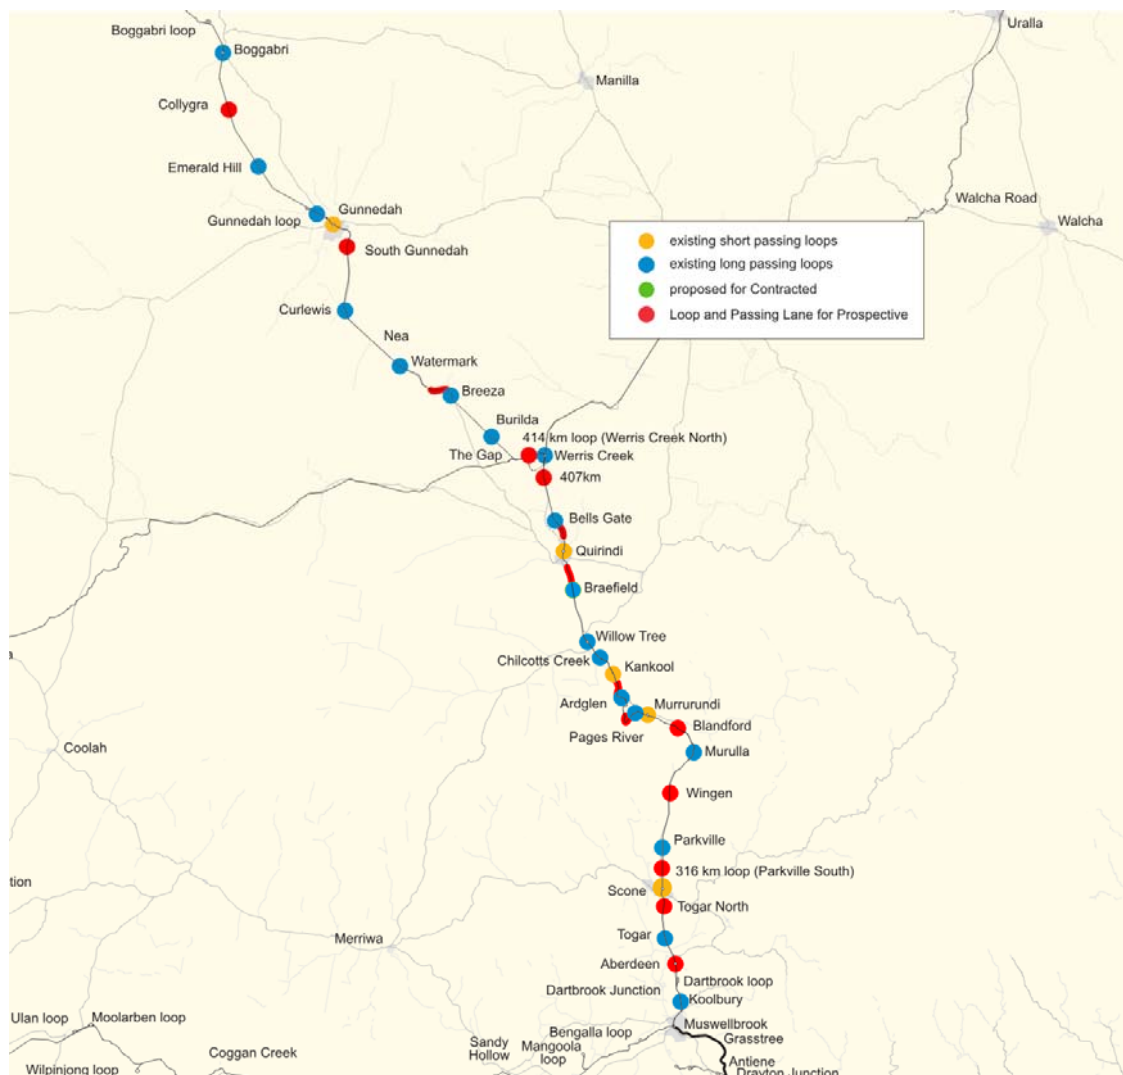 Boggabri loop
Uralla
Boggabri
Manilla
Collygra
Emerald Hill
Walcha Road
Gunnedah
Gunnedah loop
Walcha
South Gunnedah
existing short passing loops
existing long passing loops
proposed for Contracted
Loop and Passing Lane for Prospective
Curlewis
Nea
Watermark
Breeza
Burilda
414 km loop (Werris Creek North)
The Gap
Werris Creek
407km
Bells Gate
Quirindi
Braefield
Willow Tree
Chilcotts Creek
Kankool
Ardglen
Murrurundi
Blandford
Pages River
Coolah
Murulla
Wingen
Parkville
316 km loop (Parkville South)
tion
Scone
Togar North
Merriwa
Togar
Aberdeen
Dartbrook loop
Dartbrook Junction
Koolbury
Ulan loop
Moolarben loop
Muswellbrook
Bengalla loop
Grasstree
Sandy
Hollow
Mangoola
loop
Coggan Creek
Antiene
Wilpinjong loop
Drayton Junction